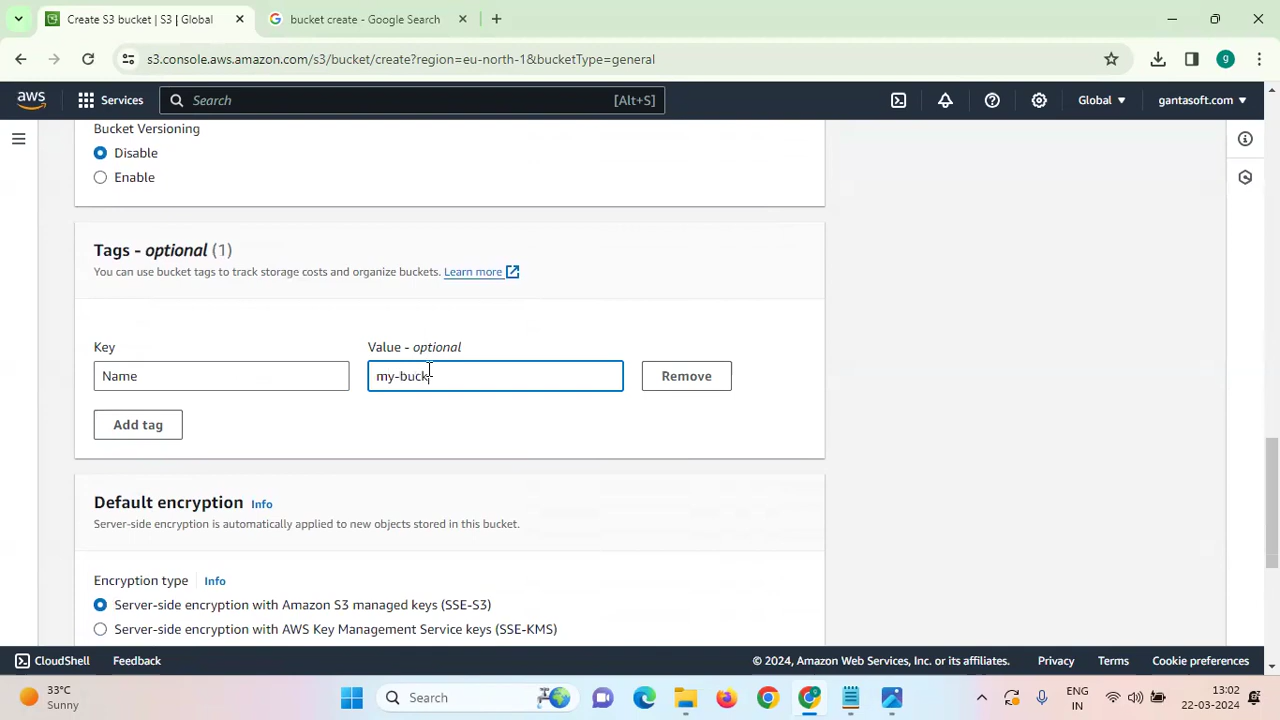 Create S3 bucket | S3 | Global
bucket create - Google Search
s3.console.aws.amazon.com/s3/bucket/create?region=eu-north-1&bucketType=general
g
aws
Services
Search
[Alt+S]
Global
gantasoft.com
Bucket Versioning
Disable
Enable
Tags - optional (1)
You can use bucket tags to track storage costs and organize buckets. Learn more
Key
Value - optional
Name
my-buck
Remove
Add tag
Default encryption Info
Server-side encryption is automatically applied to new objects stored in this bucket.
Encryption type Info
Server-side encryption with Amazon S3 managed keys (SSE-S3)
Server-side encryption with AWS Key Management Service keys (SSE-KMS)
CloudShell
Feedback
© 2024, Amazon Web Services, Inc. or its affiliates.
Privacy
Terms
Cookie preferences
33°C
Sunny
Search
ENG
IN
13:02
22-03-2024